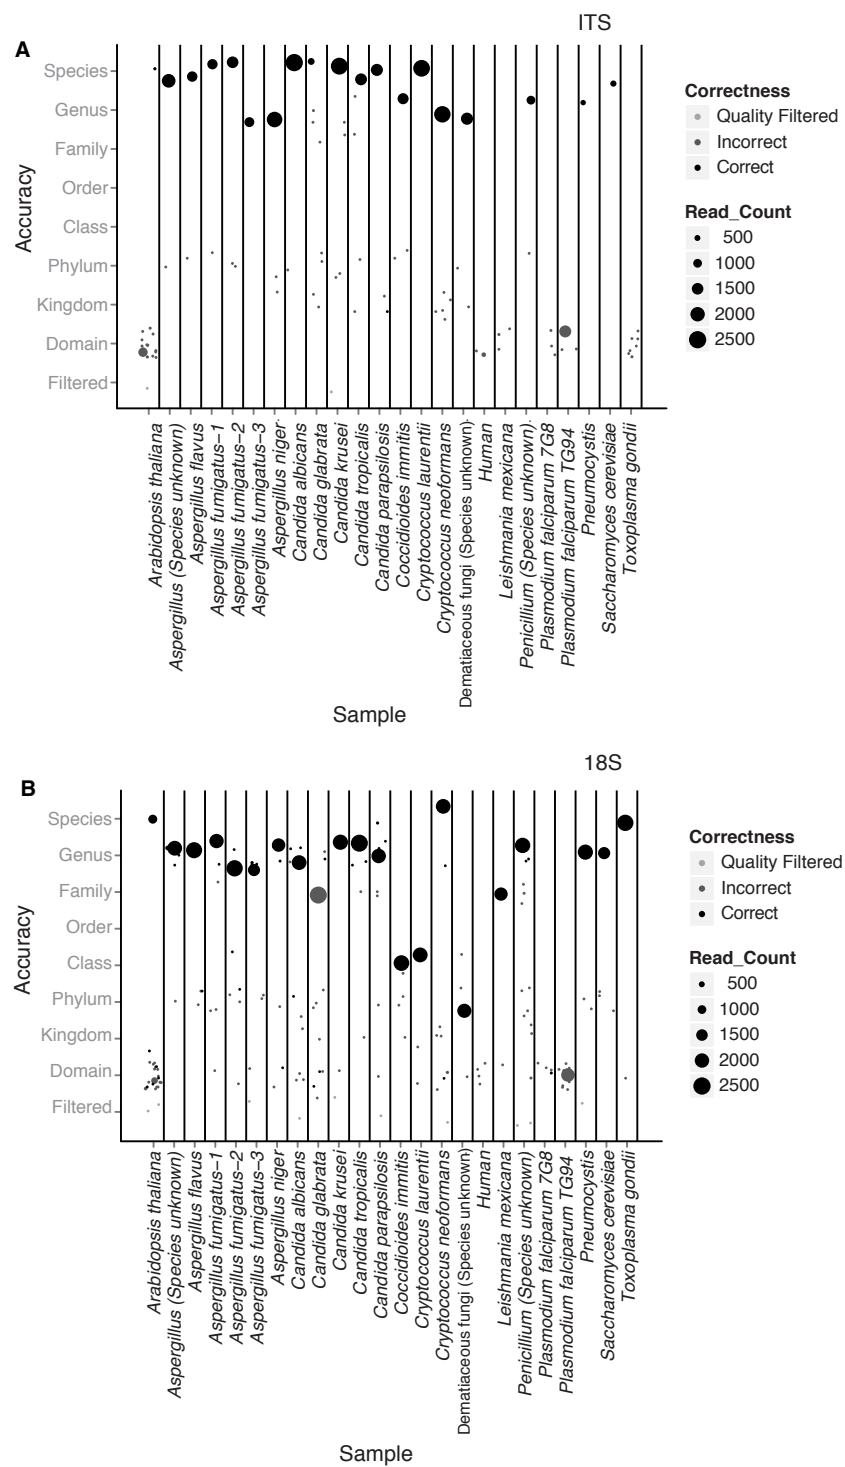 ITS
A
Species
Genus
Family
Order
Class
Phylum
Kingdom
Domain
Filtered
Accuracy
Correctness
Quality Filtered
Incorrect
Correct
Read_Count
500
1000
1500
2000
2500
Arabidopsis thaliana
Aspergillus (Species unknown)
Aspergillus flavus
Aspergillus fumigatus−1
Aspergillus fumigatus−2
Aspergillus fumigatus−3
Aspergillus niger
Candida albicans
Candida glabrata
Candida krusei
Candida tropicalis
Candida parapsilosis
Coccidioides immitis
Cryptococcus laurentii
Cryptococcus neoformans
Dematiaceous fungi (Species unknown)
Human
Leishmania mexicana
Penicillium (Species unknown)
Plasmodium falciparum 7G8
Plasmodium falciparum TG94
Pneumocystis
Saccharomyces cerevisiae
Toxoplasma gondii
Sample
18S
B
Species
Genus
Family
Order
Class
Phylum
Kingdom
Domain
Filtered
Accuracy
Correctness
Quality Filtered
Incorrect
Correct
Read_Count
500
1000
1500
2000
2500
Arabidopsis thaliana
Aspergillus (Species unknown)
Aspergillus flavus
Aspergillus fumigatus−1
Aspergillus fumigatus−2
Aspergillus fumigatus−3
Aspergillus niger
Candida albicans
Candida glabrata
Candida krusei
Candida tropicalis
Candida parapsilosis
Coccidioides immitis
Cryptococcus laurentii
Cryptococcus neoformans
Dematiaceous fungi (Species unknown)
Human
Leishmania mexicana
Penicillium (Species unknown)
Plasmodium falciparum 7G8
Plasmodium falciparum TG94
Pneumocystis
Saccharomyces cerevisiae
Toxoplasma gondii
Sample